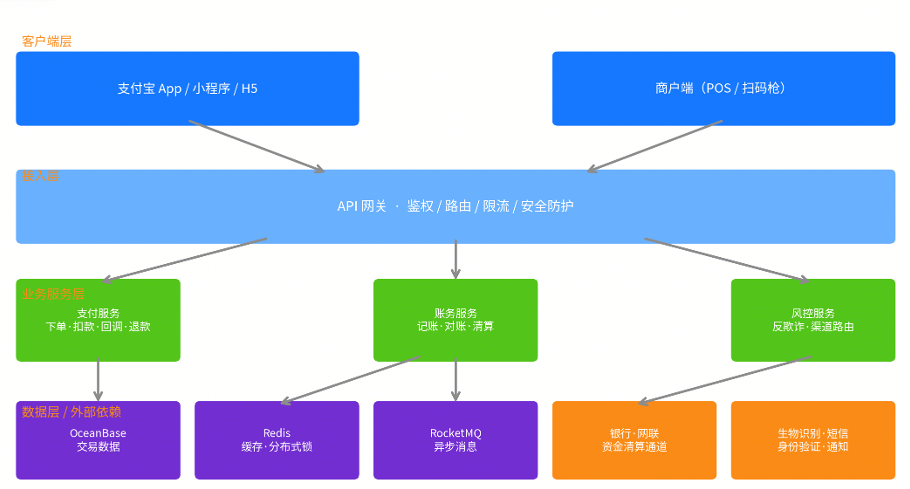 客户端层
支付宝 App / 小程序 / H5
商户端（POS / 扫码枪）
接入层
API 网关 · 鉴权 / 路由 / 限流 / 安全防护
业务服务层
支付服务
下单·扣款·回调·退款
账务服务
记账·对账·清算
风控服务
反欺诈·渠道路由
数据层 / 外部依赖
OceanBase
交易数据
Redis
缓存·分布式锁
RocketMQ
异步消息
银行·网联
资金清算通道
生物识别·短信
身份验证·通知